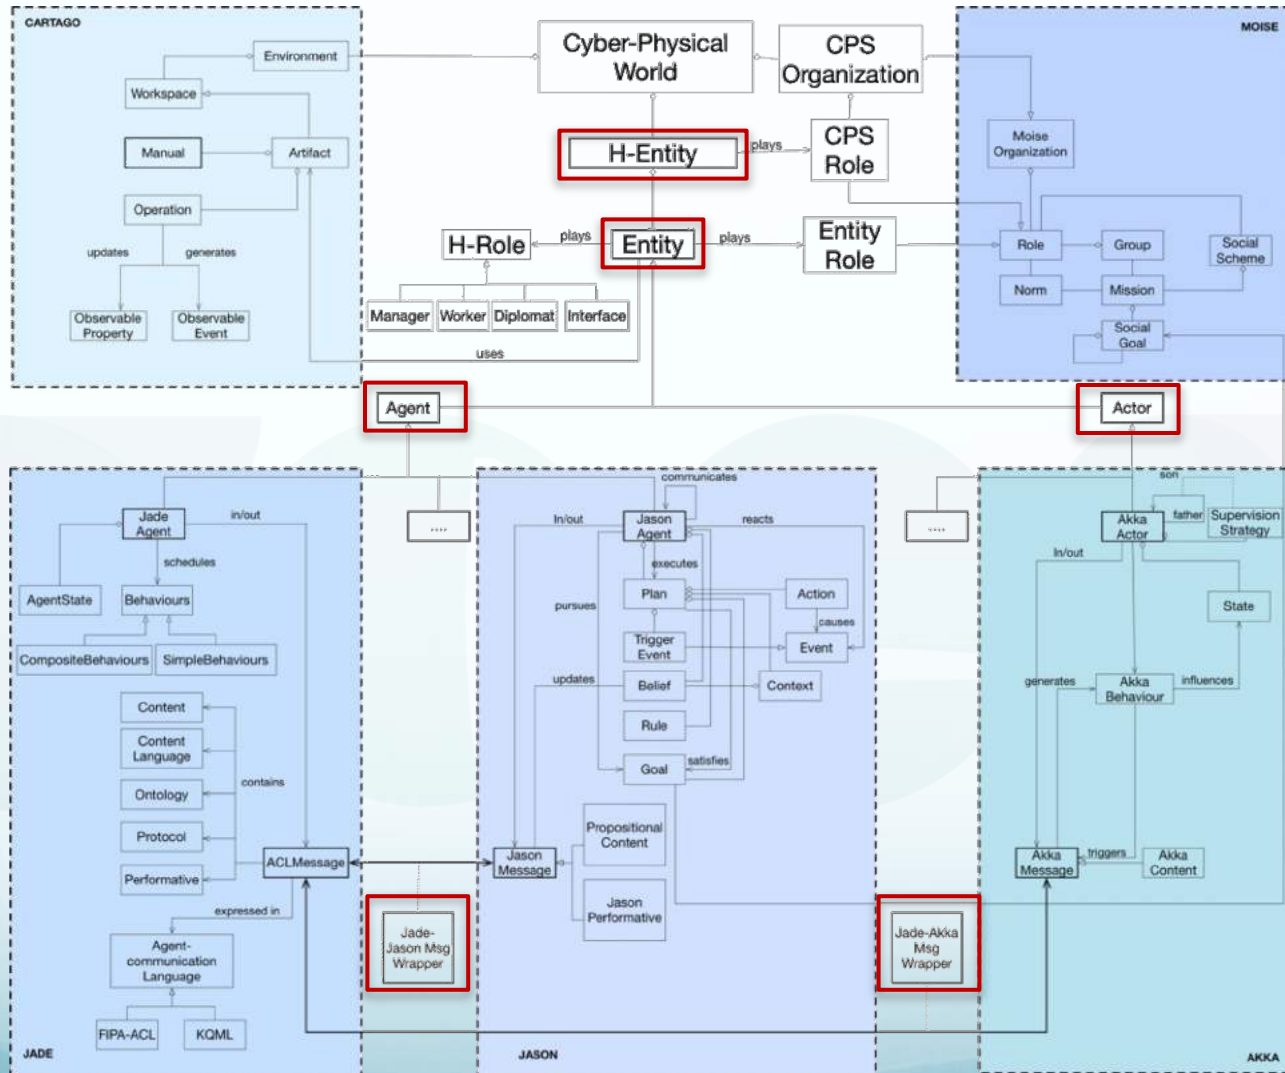 CARTAGO
Environment
Workspace
Manual
Artifact
Operation
updates
generates
Observable
Property
Observable
Event
Cyber-Physical
World
CPS
Organization
H-Entity
plays
CPS
Role
H-Role
plays
Entity
plays
Entity
Role
Manager
Worker
Diplomat
Interface
uses
MOISE
Moise
Organization
Role
Group
Social
Scheme
Norm
Mission
Social
Goal
Agent
Actor
....
....
Jade
Agent
in/out
schedules
AgentState
Behaviours
CompositeBehaviours
SimpleBehaviours
Content
Content
Language
Ontology
Protocol
Performative
contains
ACLMessage
expressed in
Agent-
communication
Language
FIPA-ACL
KQML
JADE
Jade-
Jason Msg
Wrapper
communicates
In/out
Jason
Agent
reacts
executes
Plan
Action
pursues
causes
Trigger
Event
Event
updates
Belief
Context
Rule
Goal
satisfies
Propositional
Content
Jason
Message
Jason
Performative
JASON
Jade-Akka
Msg
Wrapper
son
Akka
Actor
father
Supervision
Strategy
In/out
State
generates
Akka
Behaviour
influences
Akka
Message
triggers
Akka
Content
AKKA